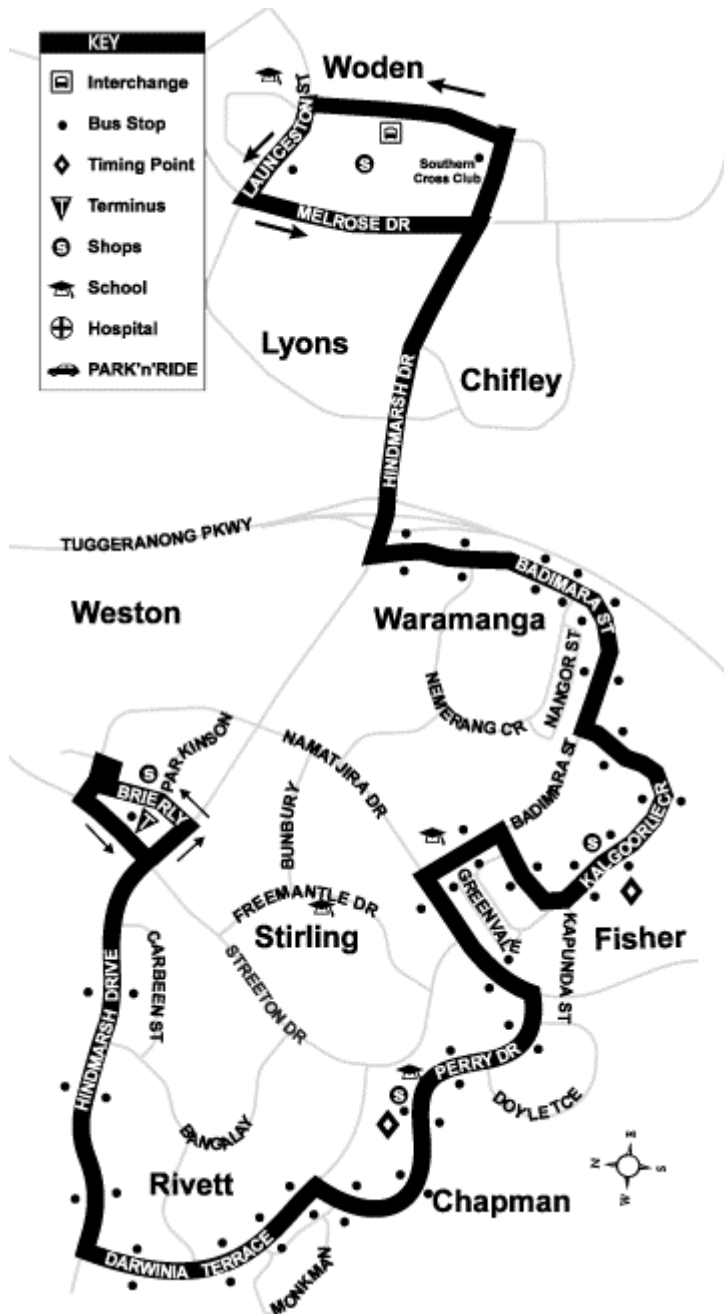 KEY
Interchange
Bus Stop
Timing Point
T
Terminus
S
Shops
School
Hospital
PARK'n'RIDE
Woden
LAUNCESTON ST
S
Southern
Cross Club
MELROSE DR
Lyons
Chifley
HINDMARSH DR
TUGGERANONG PKWY
Weston
Waramanga
BADIMARA ST
NEMERANG CR
NANGOR ST
PARKINSON
NAMATJIRA DR
BADIMARA ST
S
BRIERLY
T
BUNBURY
KALGOORLIE CR
S
FREEMANTLE DR
GREENVALE
Stirling
Fisher
KAPUNDA ST
CARBEEN ST
STREETON DR
HINDMARSH DRIVE
PERRY DR
DOYLE TCE
S
BANGALAY
Rivett
Chapman
DARWINIA TERRACE
MONKMAN
N
E
S
W